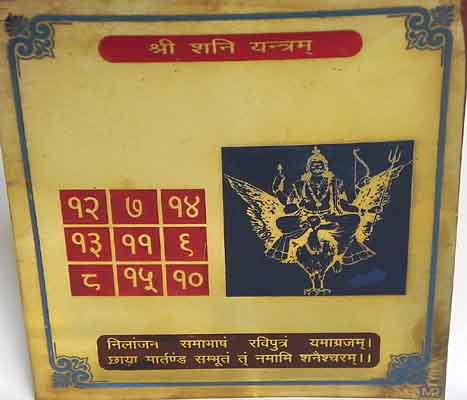 श्री शनि यन्त्रम्
१२ ७ १४
१३ ११ ६
८ १५ १०
निलांजन समाभाषं रविपुत्रं यमाग्रजम्।
छाया मार्तण्ड सम्भूतं तं नमामि शनैश्चरम्।।